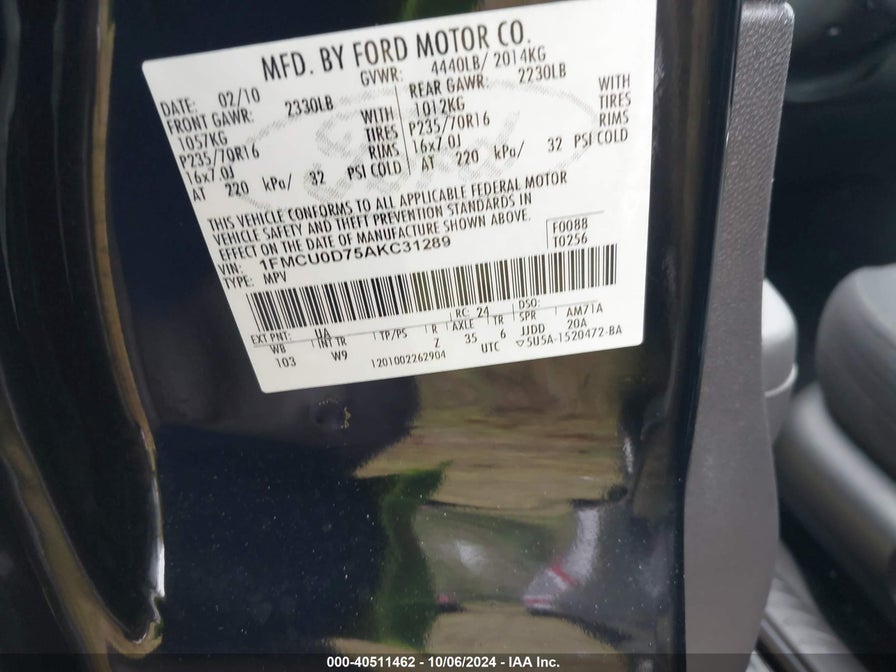 MFD. BY FORD MOTOR CO.
DATE: 02/10 GVWR: 4440LB/ 2014KG
FRONT GAWR: 2330LB REAR GAWR: 2230LB
1057KG WITH 1012KG WITH
P235/70R16 TIRES P235/70R16 TIRES
16x7.0J RIMS 16x7.0J RIMS
AT 220 kPa/ 32 PSI COLD AT 220 kPa/ 32 PSI COLD
THIS VEHICLE CONFORMS TO ALL APPLICABLE FEDERAL MOTOR
VEHICLE SAFETY AND THEFT PREVENTION STANDARDS IN
EFFECT ON THE DATE OF MANUFACTURE SHOWN ABOVE.
VIN: 1FMCU0D75AKC31289 F0088
TYPE: MPV T0256
EXT PNT: UA RC: 24 DSO:
WB INT TR TP/PS R AXLE TR SPR AM71A
103 W9 Z 35 6 JJDD 20A
1201002262904 UTC ▽5U5A-1520472-BA
Ford
000-40511462 - 10/06/2024 - IAA Inc.